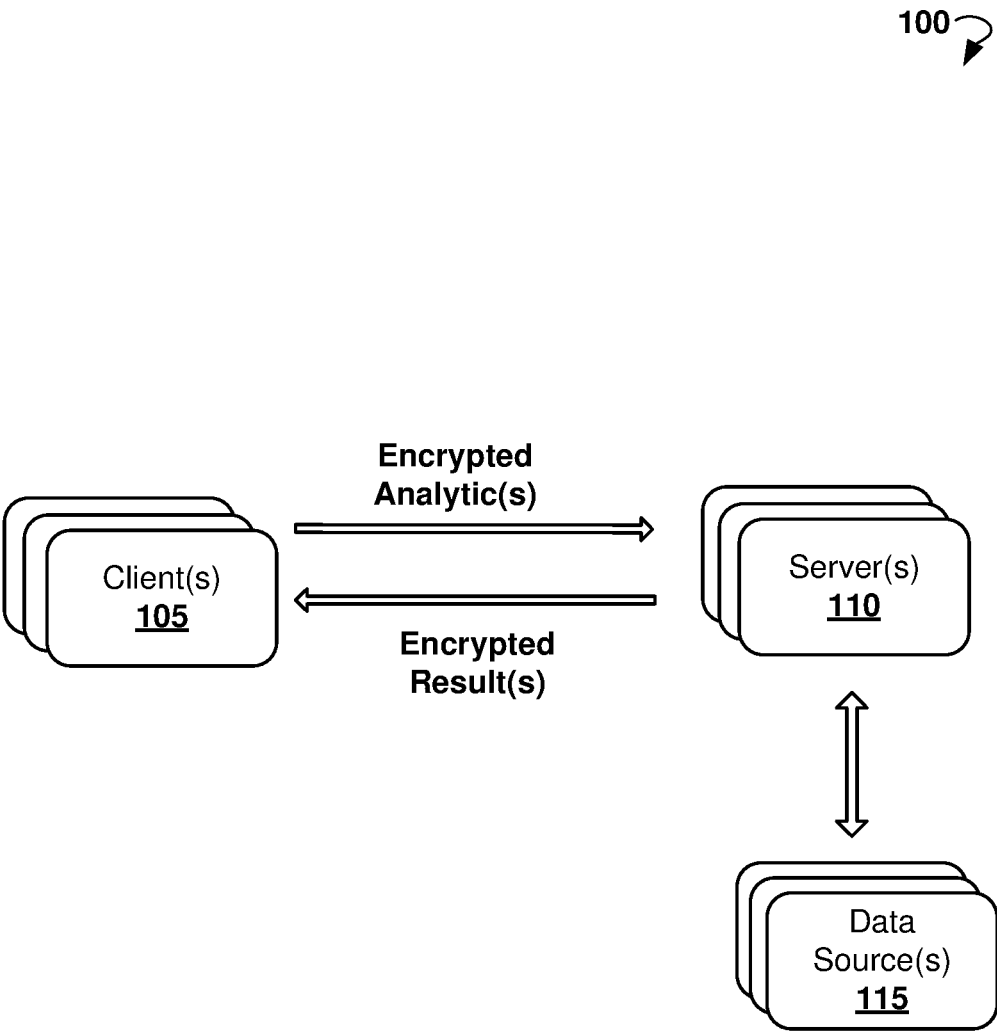 100
Encrypted
Analytic(s)
Client(s)
105
Server(s)
110
Encrypted
Result(s)
Data
Source(s)
115